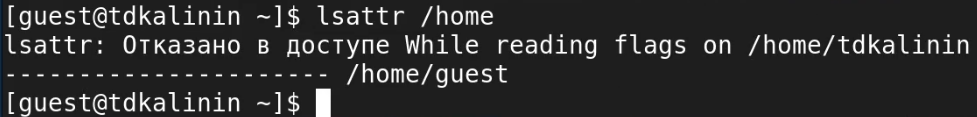 [guest@tdkalinin ~]$ lsattr /home
lsattr: Отказано в доступе While reading flags on /home/tdkalinin
---------------------- /home/guest
[guest@tdkalinin ~]$